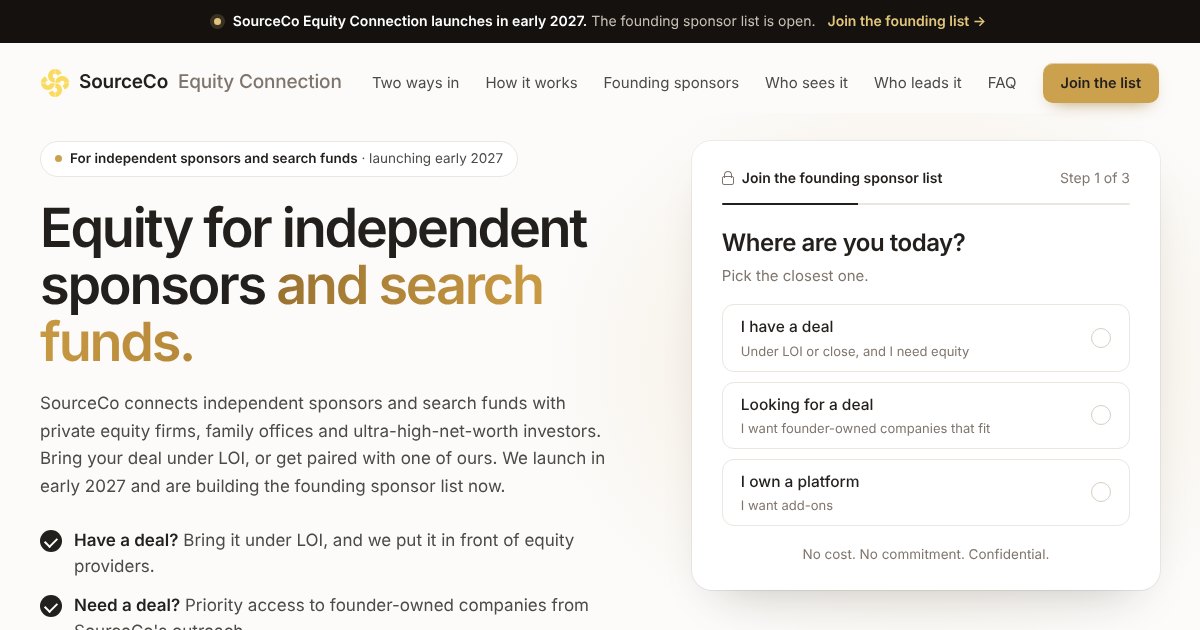 SourceCo Equity Connection launches in early 2027. The founding sponsor list is open. Join the founding list →
SourceCo Equity Connection
Two ways in
How it works
Founding sponsors
Who sees it
Who leads it
FAQ
Join the list
For independent sponsors and search funds · launching early 2027
Equity for independent
sponsors and search
funds.
SourceCo connects independent sponsors and search funds with
private equity firms, family offices and ultra-high-net-worth investors.
Bring your deal under LOI, or get paired with one of ours. We launch in
early 2027 and are building the founding sponsor list now.
Have a deal? Bring it under LOI, and we put it in front of equity
providers.
Need a deal? Priority access to founder-owned companies from
SourceCo's outreach.
Join the founding sponsor list
Step 1 of 3
Where are you today?
Pick the closest one.
I have a deal
Under LOI or close, and I need equity
Looking for a deal
I want founder-owned companies that fit
I own a platform
I want add-ons
No cost. No commitment. Confidential.